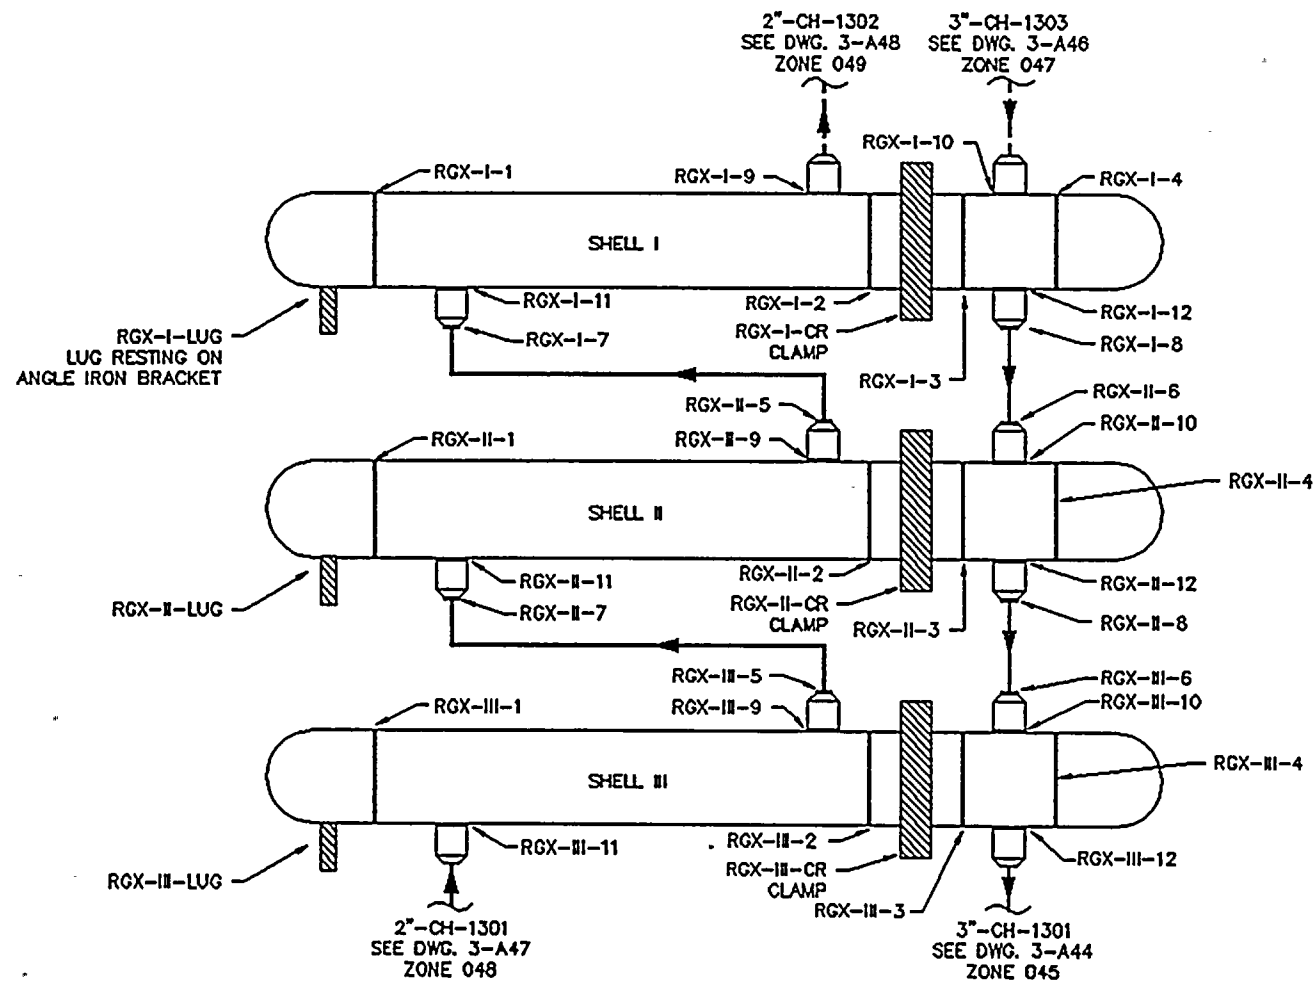 2"-CH-1302
SEE DWG. 3-A48
ZONE 049
3"-CH-1303
SEE DWG. 3-A46
ZONE 047
RGX-I-10
RGX-I-1
RGX-I-9
RGX-I-4
SHELL I
RGX-I-11
RGX-I-2
RGX-I-12
RGX-I-LUG
LUG RESTING ON
ANGLE IRON BRACKET
RGX-I-7
RGX-I-CR
CLAMP
RGX-I-8
RGX-I-3
RGX-II-5
RGX-II-6
RGX-II-1
RGX-II-9
RGX-II-10
RGX-II-4
SHELL II
RGX-II-11
RGX-II-2
RGX-II-12
RGX-II-LUG
RGX-II-7
RGX-II-CR
CLAMP
RGX-II-3
RGX-II-8
RGX-III-5
RGX-III-6
RGX-III-1
RGX-III-9
RGX-III-10
RGX-III-4
SHELL III
RGX-III-11
RGX-III-2
RGX-III-12
RGX-III-LUG
RGX-III-CR
CLAMP
RGX-III-3
2"-CH-1301
SEE DWG. 3-A47
ZONE 048
3"-CH-1301
SEE DWG. 3-A44
ZONE 045